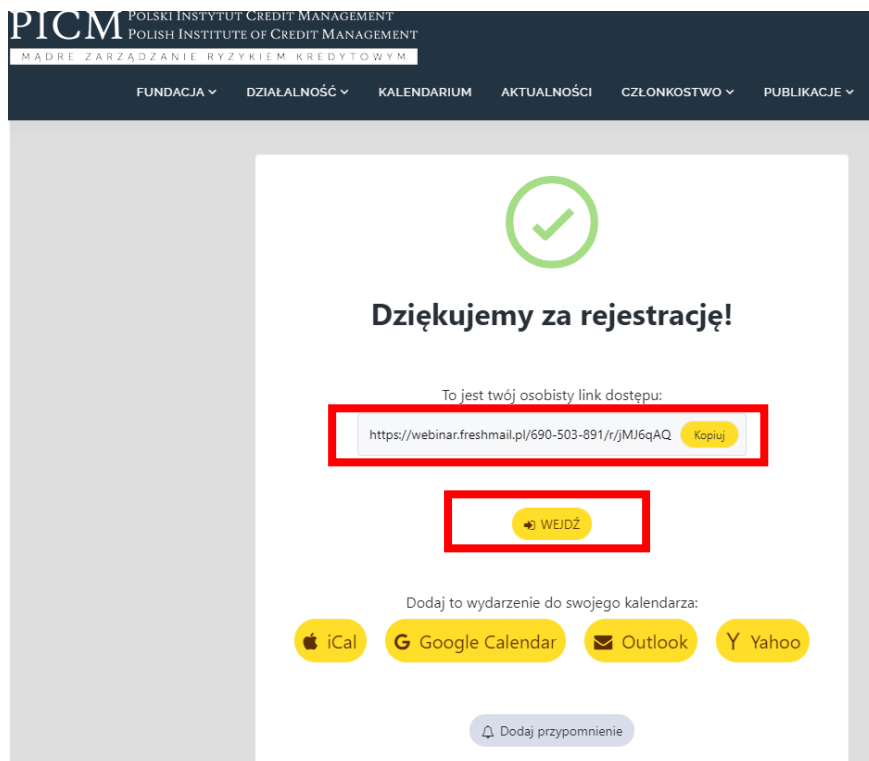 PICM POLSKI INSTYTUT CREDIT MANAGEMENT
POLISH INSTITUTE OF CREDIT MANAGEMENT
MĄDRE ZARZĄDZANIE RYZYKIEM KREDYTOWYM
FUNDACJA DZIAŁALNOŚĆ KALENDARIUM AKTUALNOŚCI CZŁONKOSTWO PUBLIKACJE
Dziękujemy za rejestrację!
To jest twój osobisty link dostępu:
https://webinar.freshmail.pl/690-503-891/r/jMJ6qAQ Kopiuj
WEJDŹ
Dodaj to wydarzenie do swojego kalendarza:
iCal G Google Calendar Outlook Y Yahoo
Dodaj przypomnienie